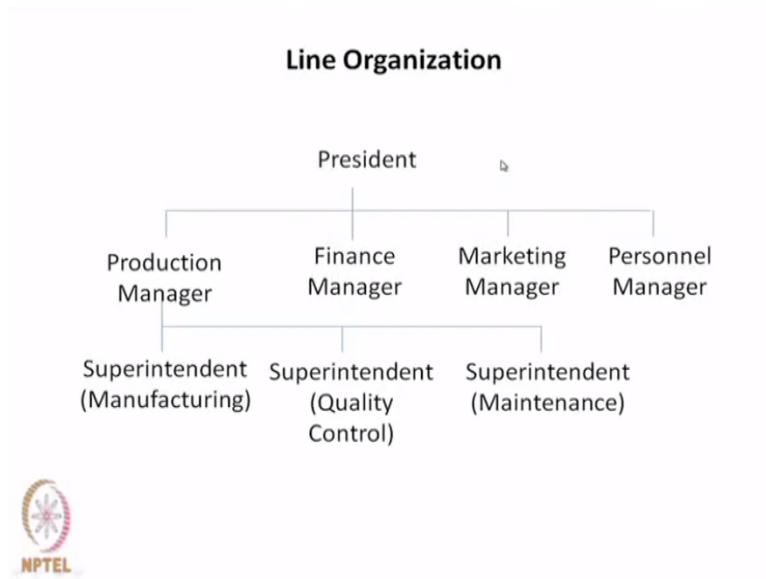 Line Organization
President
Production
Manager
Finance
Manager
Marketing
Manager
Personnel
Manager
Superintendent
(Manufacturing)
Superintendent
(Quality
Control)
Superintendent
(Maintenance)
NPTEL